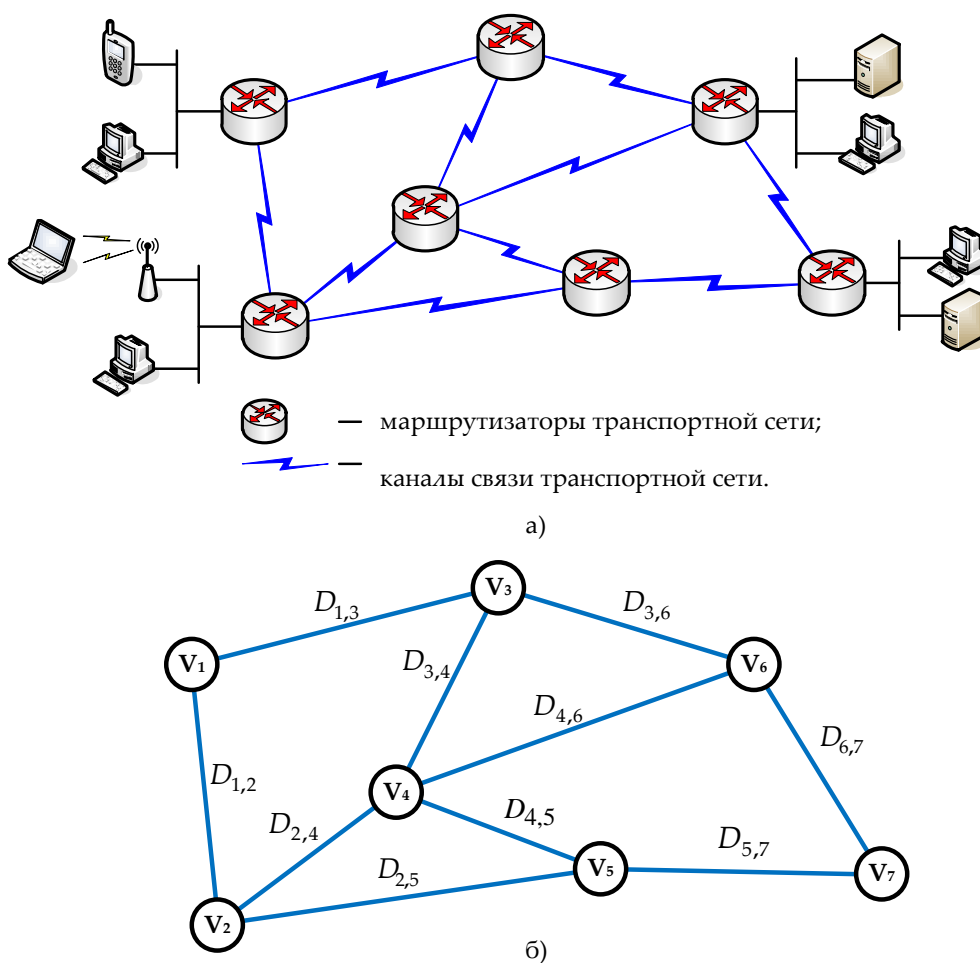 — маршрутизаторы транспортной сети;
—
каналы связи транспортной сети.
а)
V3
D1,3
D3,6
V1
D3,4
V6
D4,6
D6,7
D1,2
V4
D2,4
D4,5
D5,7
D2,5
V5
V7
V2
б)